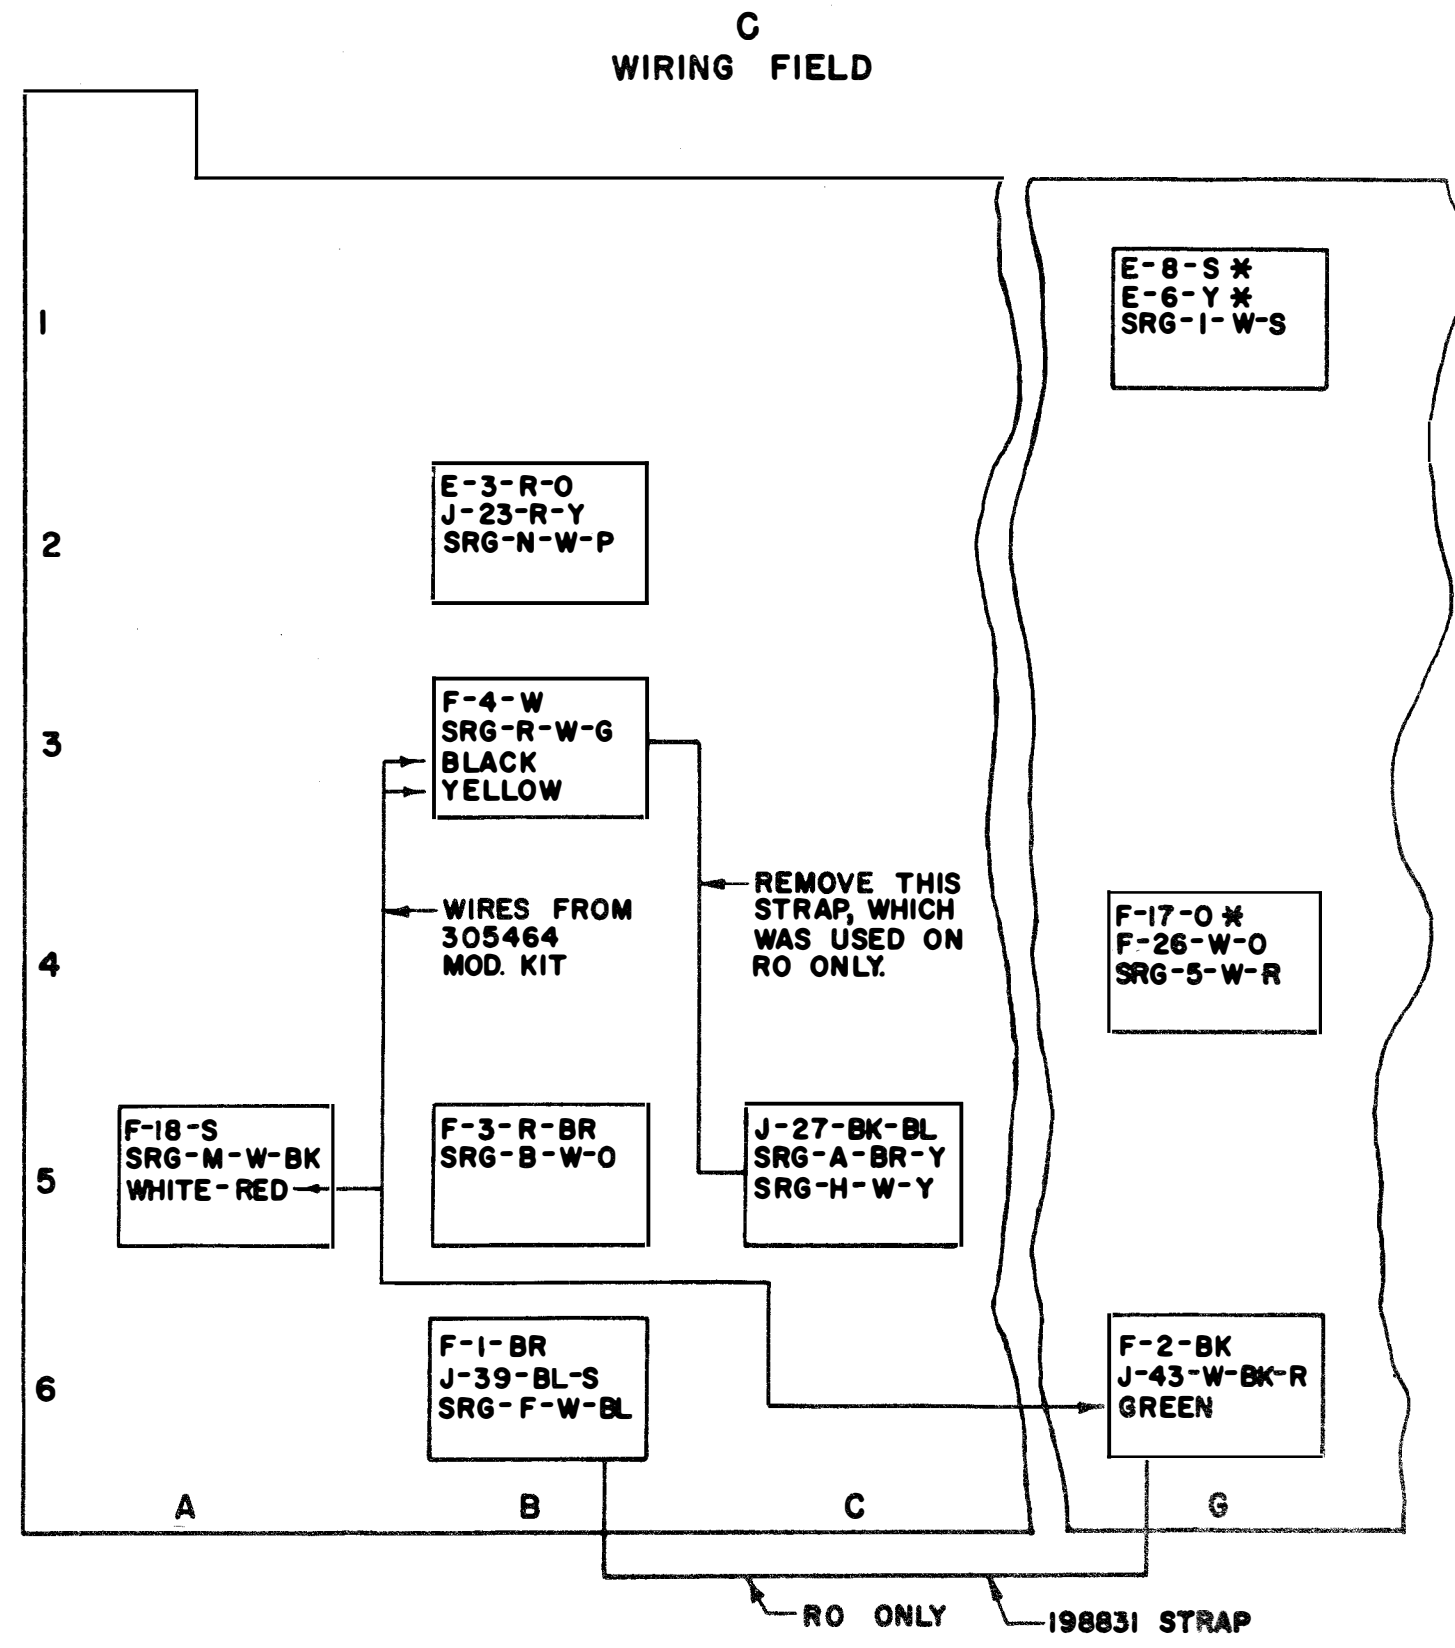 C
WIRING FIELD
1
E-8-S *
E-6-Y *
SRG-1-W-S
2
E-3-R-O
J-23-R-Y
SRG-N-W-P
3
F-4-W
SRG-R-W-G
BLACK
YELLOW
4
WIRES FROM
305464
MOD. KIT
REMOVE THIS
STRAP, WHICH
WAS USED ON
RO ONLY.
F-17-O *
F-26-W-O
SRG-5-W-R
5
F-18-S
SRG-M-W-BK
WHITE-RED
F-3-R-BR
SRG-B-W-O
J-27-BK-BL
SRG-A-BR-Y
SRG-H-W-Y
6
F-1-BR
J-39-BL-S
SRG-F-W-BL
F-2-BK
J-43-W-BK-R
GREEN
A
B
C
G
RO ONLY
198831 STRAP